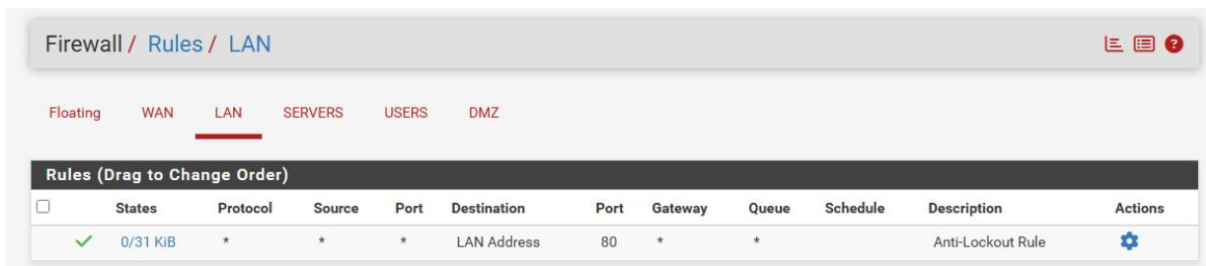 Firewall / Rules / LAN
Floating WAN LAN SERVERS USERS DMZ
Rules (Drag to Change Order)
States Protocol Source Port Destination Port Gateway Queue Schedule Description Actions
0/31 KiB * * * LAN Address 80 * * Anti-Lockout Rule